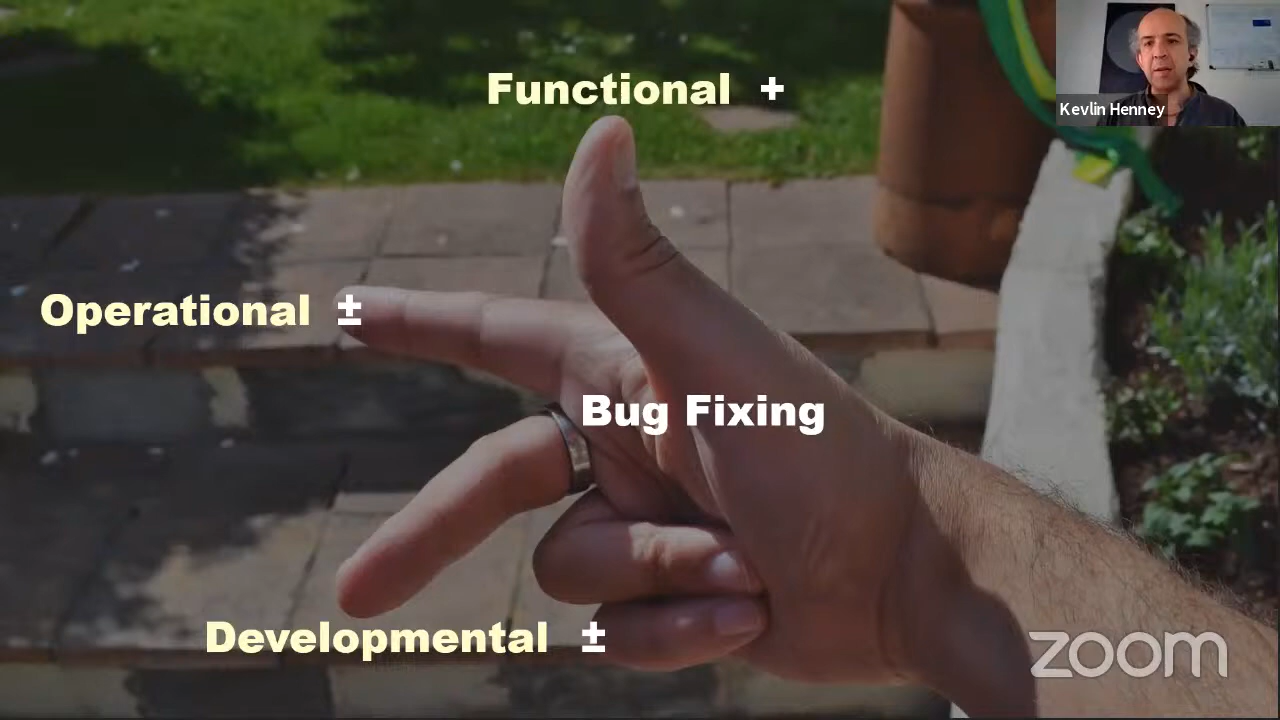 Functional +
Kevlin Henney
Operational ±
Bug Fixing
Developmental ±
zoom